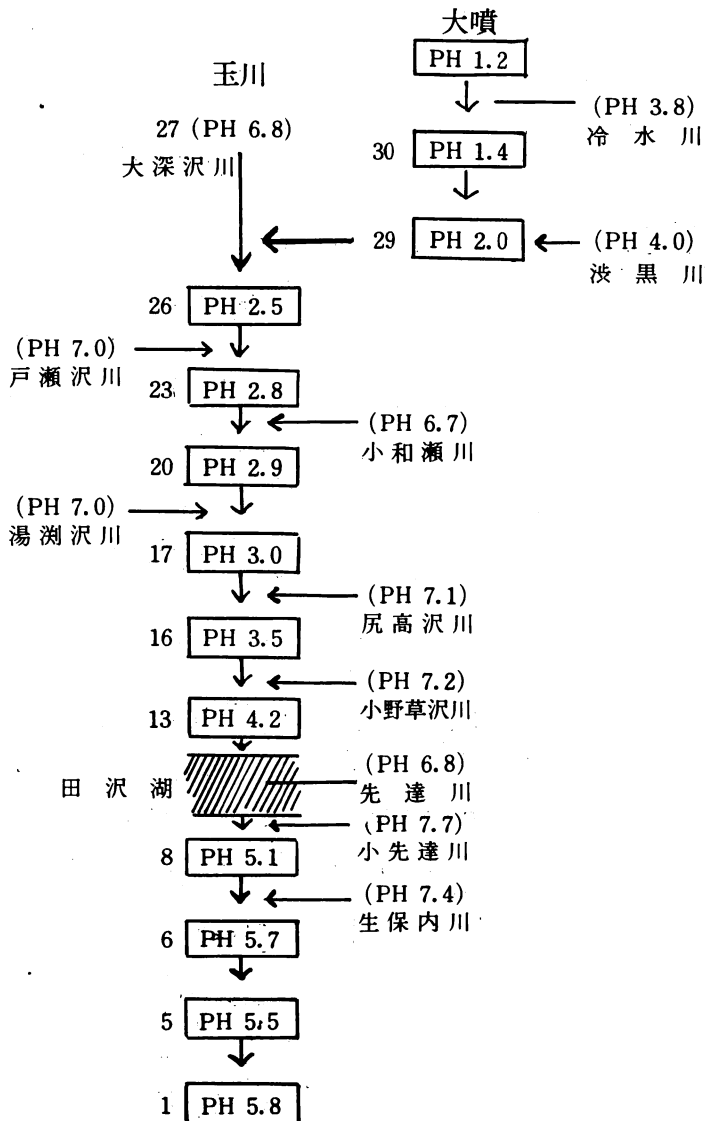 大噴
PH 1.2
玉川
(PH 3.8)
冷水川
27 (PH 6.8)
大深沢川
30 PH 1.4
29 PH 2.0
(PH 4.0)
渋黒川
26 PH 2.5
(PH 7.0)
戸瀬沢川
23 PH 2.8
(PH 6.7)
小和瀬川
20 PH 2.9
(PH 7.0)
湯渕沢川
17 PH 3.0
(PH 7.1)
尻高沢川
16 PH 3.5
(PH 7.2)
小野草沢川
13 PH 4.2
田沢湖
(PH 6.8)
先達川
(PH 7.7)
小先達川
8 PH 5.1
(PH 7.4)
生保内川
6 PH 5.7
5 PH 5.5
1 PH 5.8